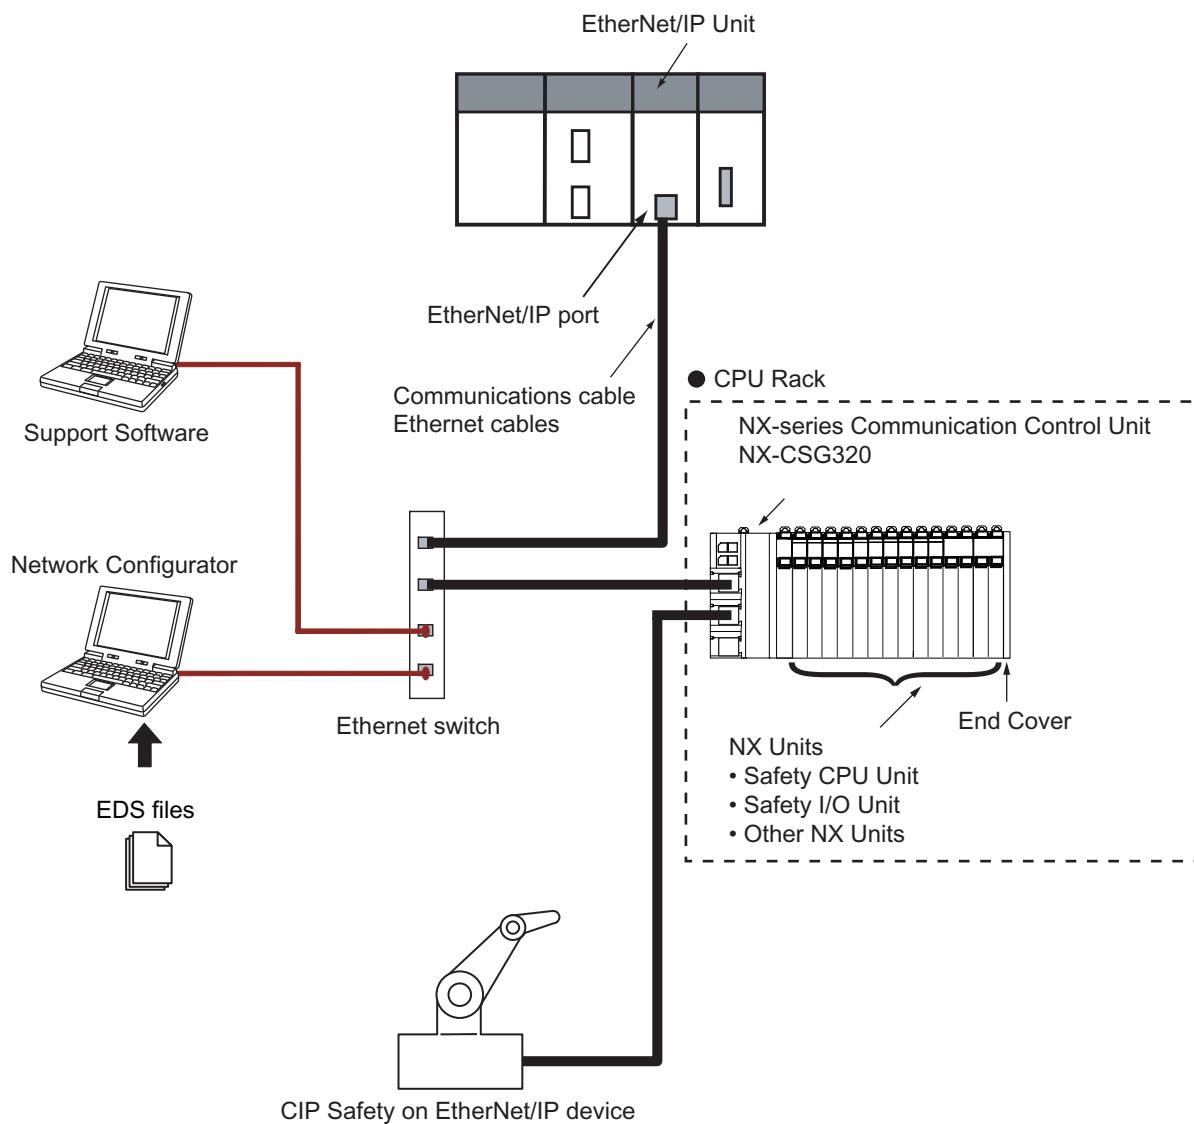 EtherNet/IP Unit
EtherNet/IP port
Communications cable
Ethernet cables
Support Software
● CPU Rack
NX-series Communication Control Unit
NX-CSG320
Network Configurator
Ethernet switch
End Cover
NX Units
• Safety CPU Unit
• Safety I/O Unit
• Other NX Units
EDS files
CIP Safety on EtherNet/IP device